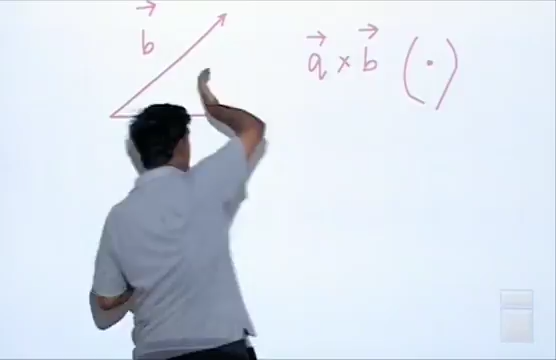 b⃗
a⃗ × b⃗ (·)